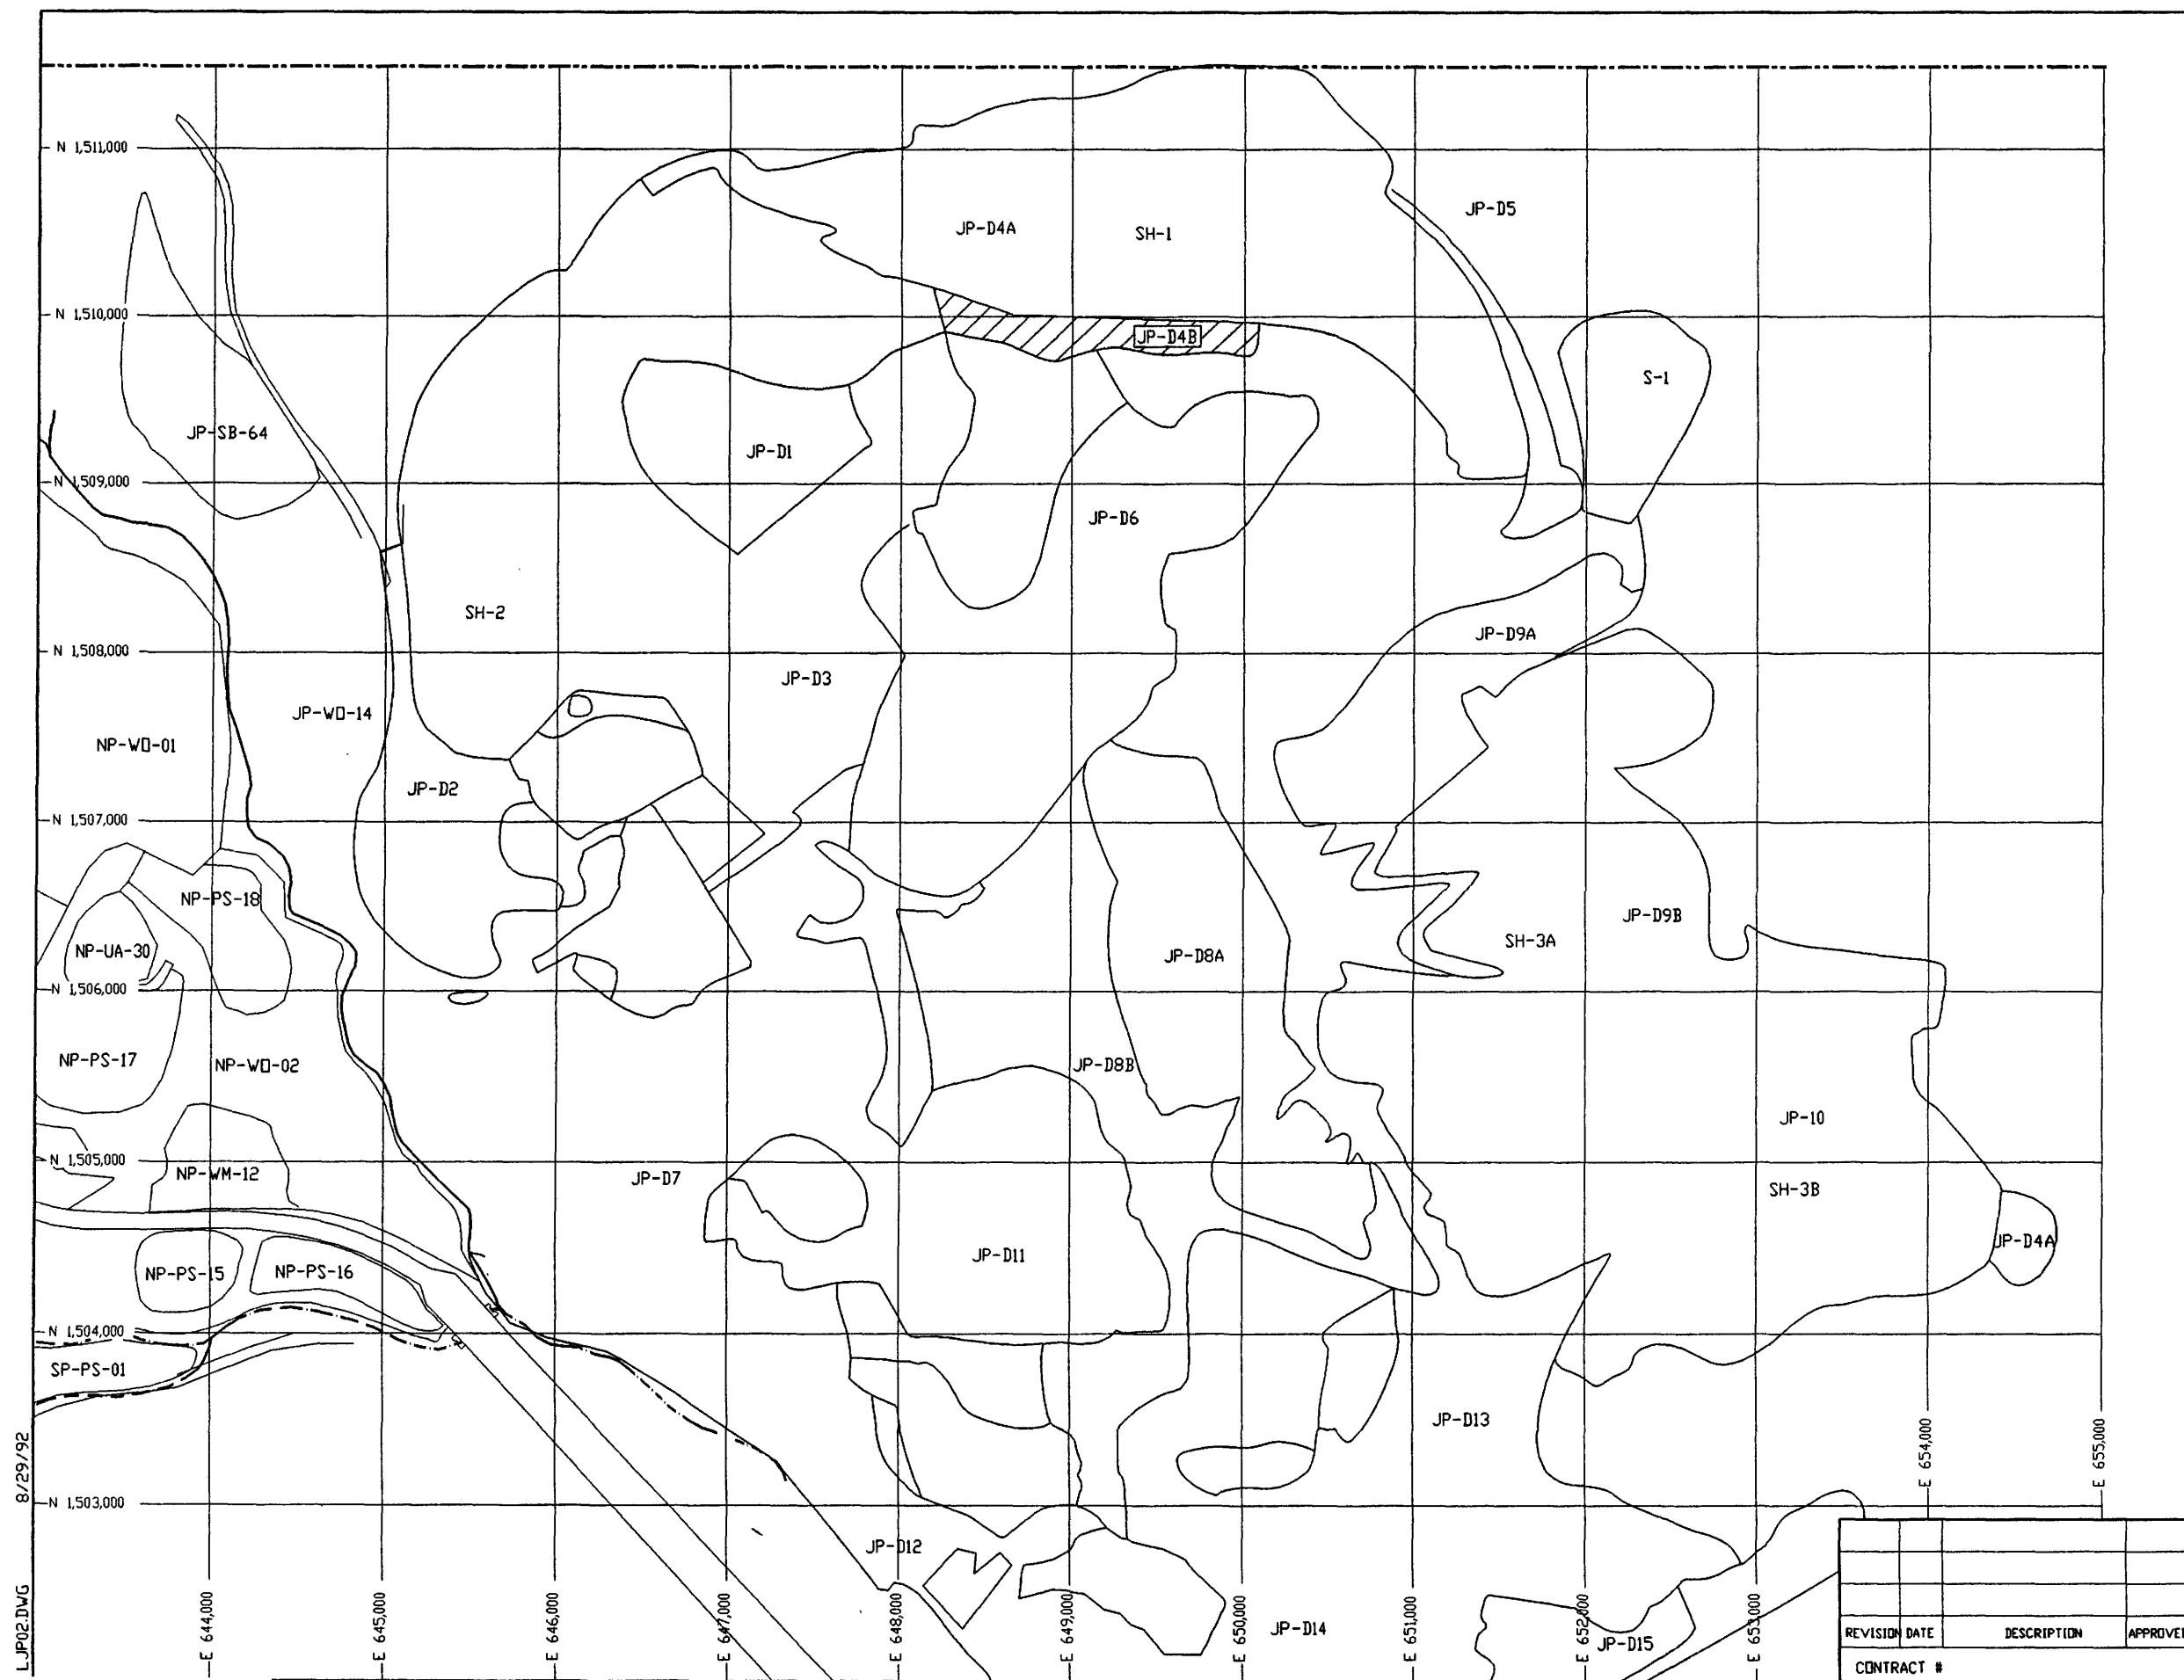 N 1,511,000
JP-D5
JP-D4A
SH-1
N 1,510,000
JP-D4B
S-1
JP-SB-64
JP-D1
N 1,509,000
JP-D6
SH-2
JP-D9A
N 1,508,000
JP-D3
JP-WO-14
NP-WO-01
JP-D2
N 1,507,000
NP-PS-18
JP-D9B
SH-3A
NP-UA-30
JP-D8A
N 1,506,000
NP-PS-17
NP-WO-02
JP-D8B
JP-10
N 1,505,000
NP-WM-12
JP-D7
SH-3B
JP-D4A
JP-D11
NP-PS-15
NP-PS-16
N 1,504,000
SP-PS-01
JP-D13
N 1,503,000
JP-D12
JP-D14
JP-D15
E 644,000
E 645,000
E 646,000
E 647,000
E 648,000
E 649,000
E 650,000
E 651,000
E 652,000
E 653,000
E 654,000
E 655,000
LJP02.DWG 8/29/92
REVISION DATE DESCRIPTION APPROVED
CONTRACT #